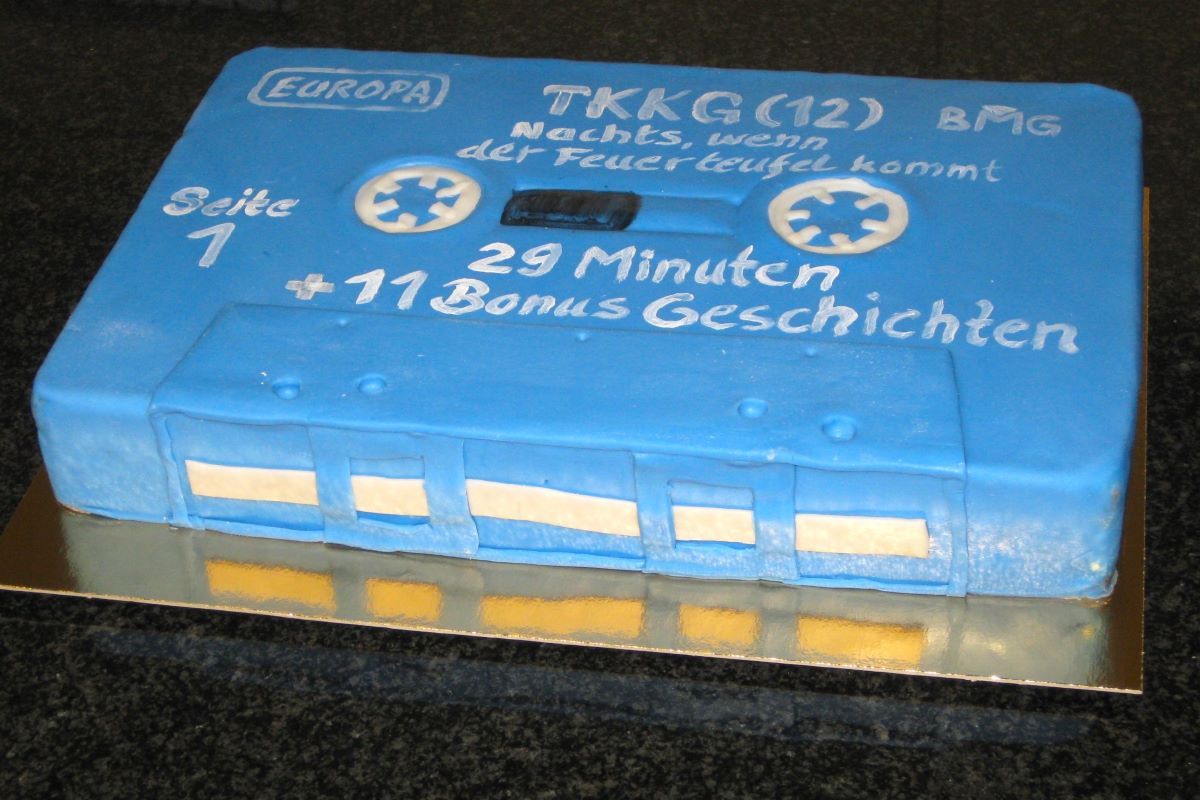 EUROPA
TKKG (12)
BMG
Nachts, wenn
der Feuerteufel kommt
Seite
1
29 Minuten
+ 11 Bonus Geschichten